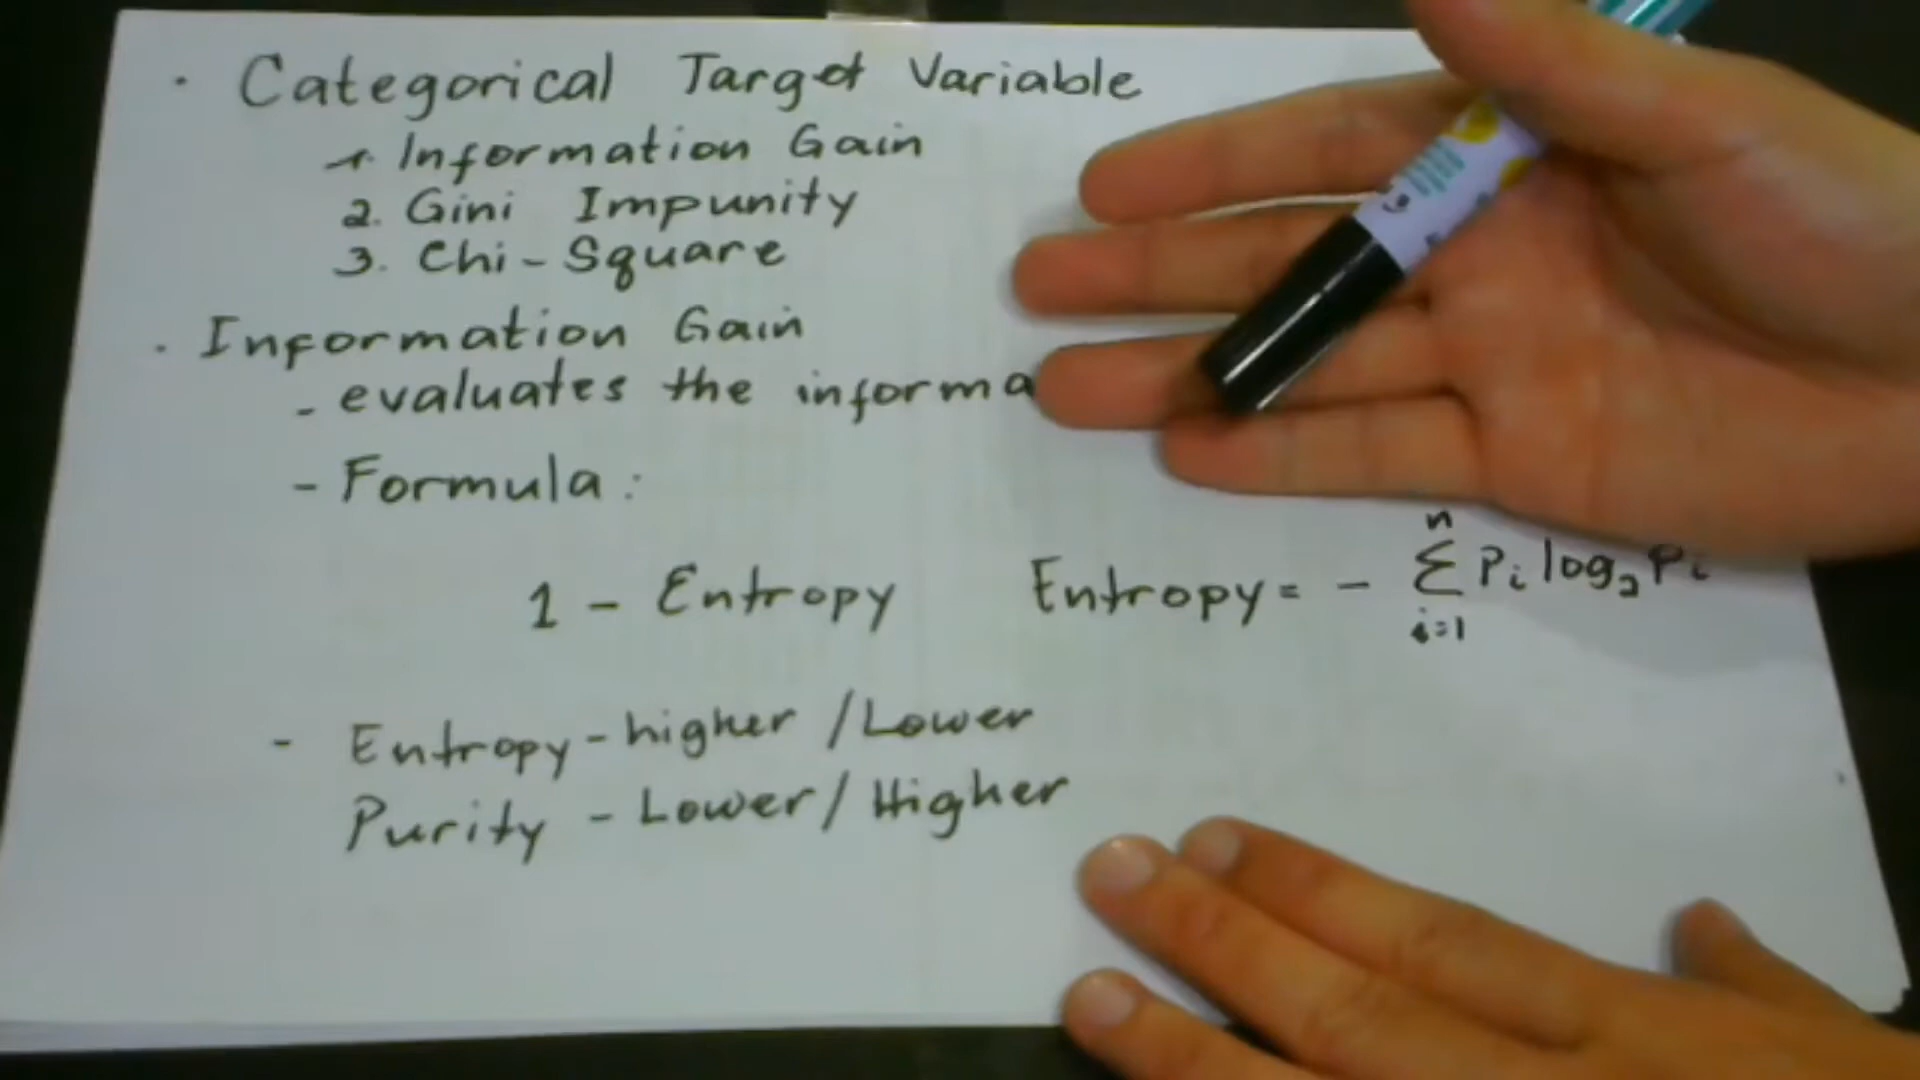 · Categorical Target Variable
1. Information Gain
2. Gini Impunity
3. Chi-Square
· Information Gain
- evaluates the informa
- Formula:
1 - Entropy Entropy = - n Σ i=1 Pi log₂ Pi
- Entropy - higher / Lower
Purity - Lower / Higher